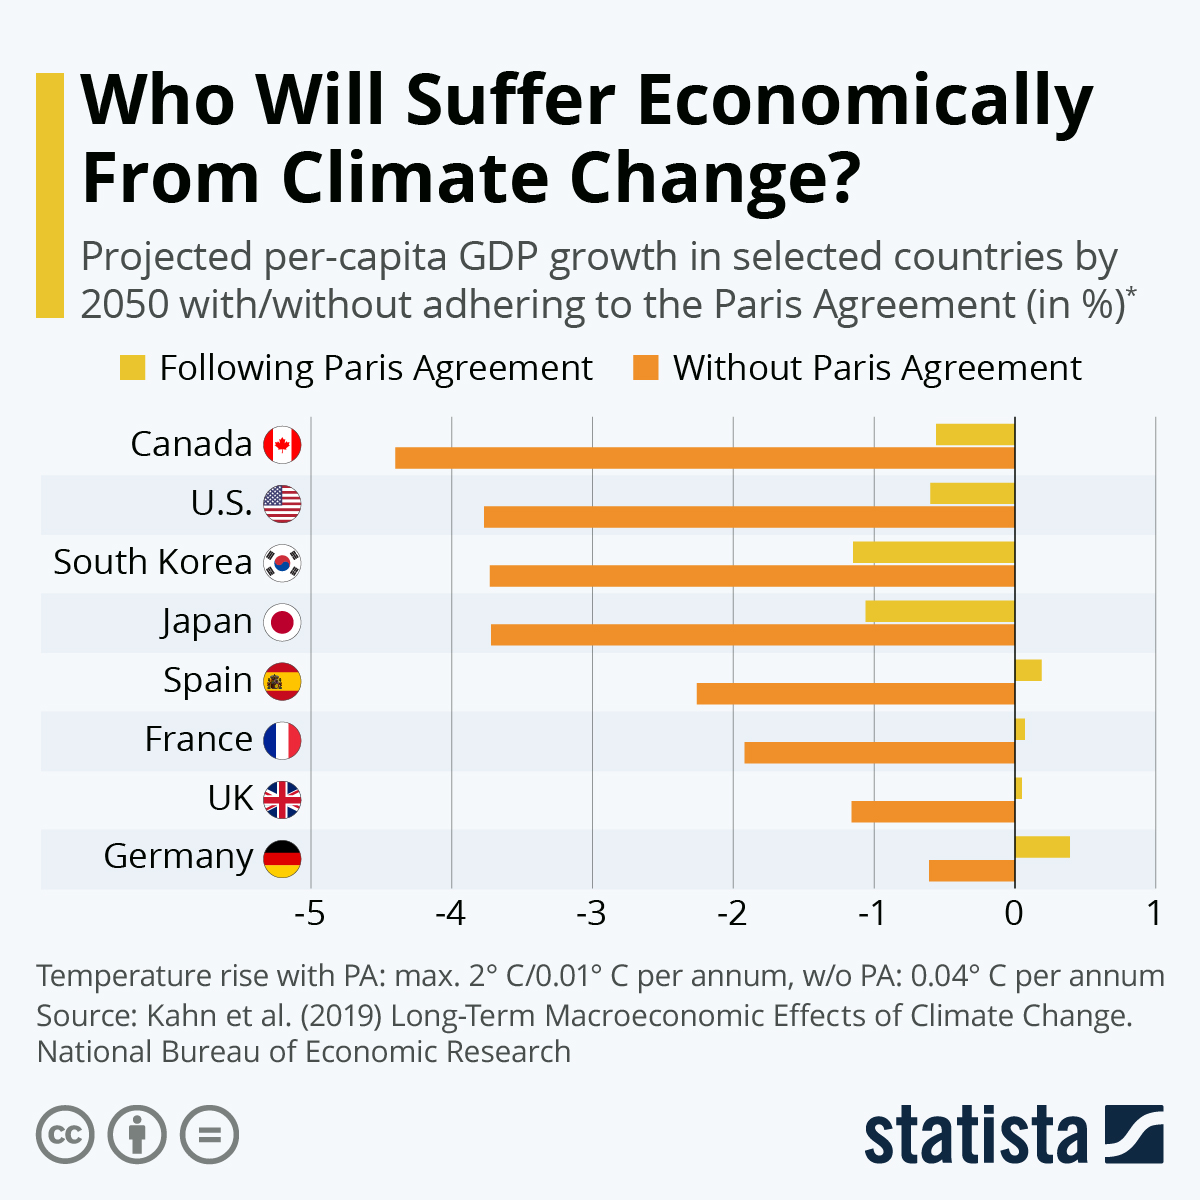 Who Will Suffer Economically
From Climate Change?
Projected per-capita GDP growth in selected countries by
2050 with/without adhering to the Paris Agreement (in %)*
Following Paris Agreement Without Paris Agreement
Canada
U.S.
South Korea
Japan
Spain
France
UK
Germany
-5 -4 -3 -2 -1 0 1
Temperature rise with PA: max. 2° C/0.01° C per annum, w/o PA: 0.04° C per annum
Source: Kahn et al. (2019) Long-Term Macroeconomic Effects of Climate Change.
National Bureau of Economic Research
cc = statista